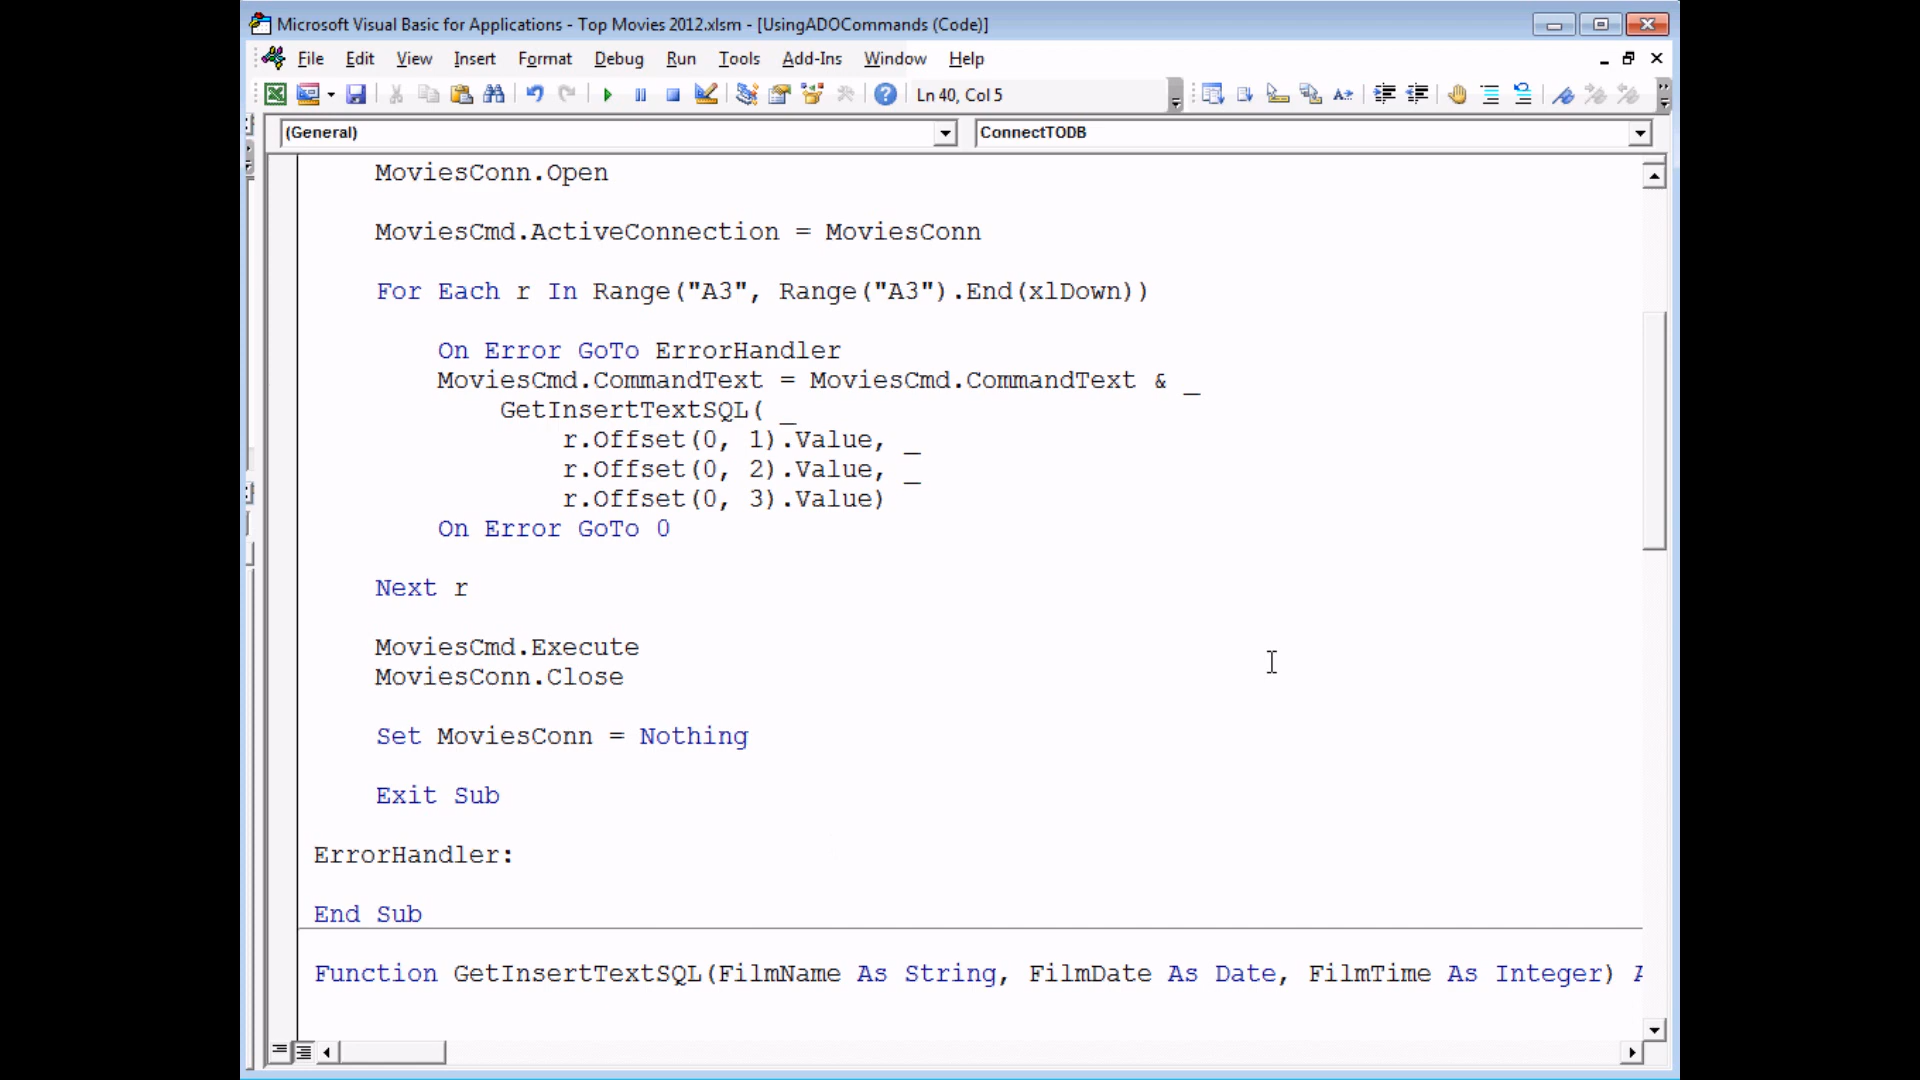 Microsoft Visual Basic for Applications - Top Movies 2012.xlsm - [UsingADOCommands (Code)]
File Edit View Insert Format Debug Run Tools Add-Ins Window Help
Ln 40, Col 5
(General) ConnectTODB
MoviesConn.Open
MoviesCmd.ActiveConnection = MoviesConn
For Each r In Range("A3", Range("A3").End(xlDown))
On Error GoTo ErrorHandler
MoviesCmd.CommandText = MoviesCmd.CommandText & _
GetInsertTextSQL( _
r.Offset(0, 1).Value, _
r.Offset(0, 2).Value, _
r.Offset(0, 3).Value)
On Error GoTo 0
Next r
MoviesCmd.Execute
MoviesConn.Close
Set MoviesConn = Nothing
Exit Sub
ErrorHandler:
End Sub
Function GetInsertTextSQL(FilmName As String, FilmDate As Date, FilmTime As Integer)